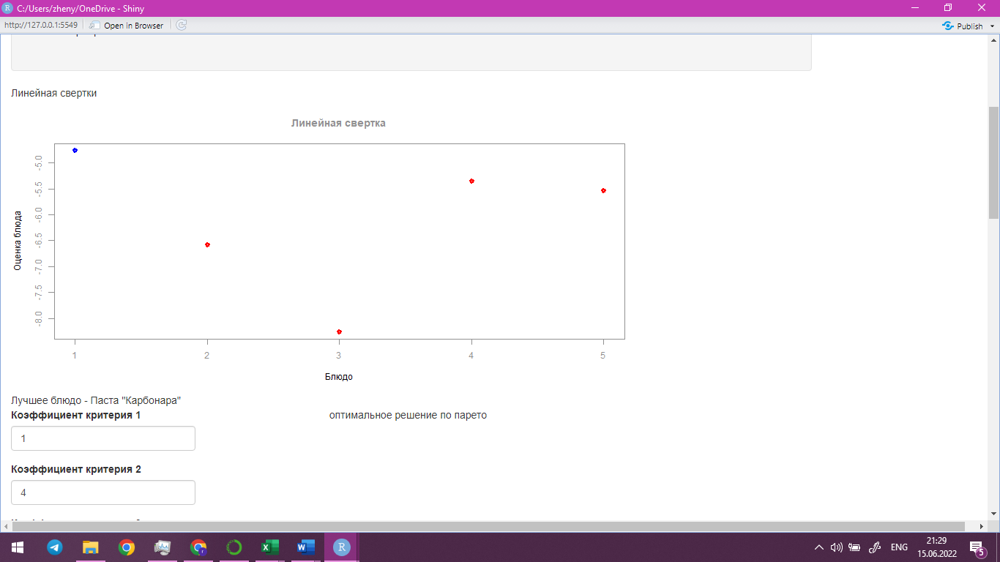 C:/Users/zheny/OneDrive - Shiny
http://127.0.0.1:5549 Open in Browser Publish
Линейная свертки
Линейная свертка
Оценка блюда
-5.0
-5.5
-6.0
-6.5
-7.0
-7.5
-8.0
1 2 3 4 5
Блюдо
Лучшее блюдо - Паста "Карбонара"
Коэффициент критерия 1
оптимальное решение по парето
1
Коэффициент критерия 2
4
ENG
21:29
15.06.2022
5